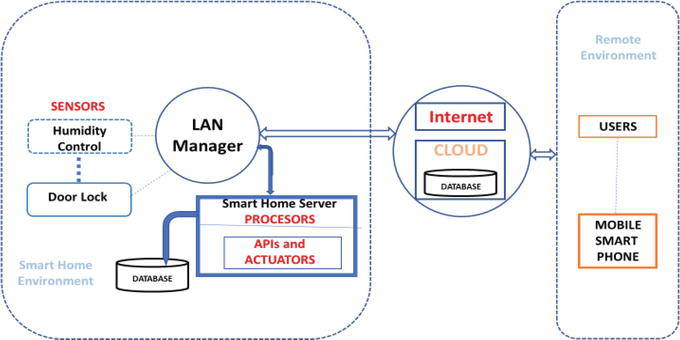 SENSORS
Humidity
Control
Door Lock
LAN
Manager
Smart Home Server
PROCESORS
APIs and
ACTUATORS
Smart Home
Environment
DATABASE
Internet
CLOUD
DATABASE
Remote
Environment
USERS
MOBILE
SMART
PHONE